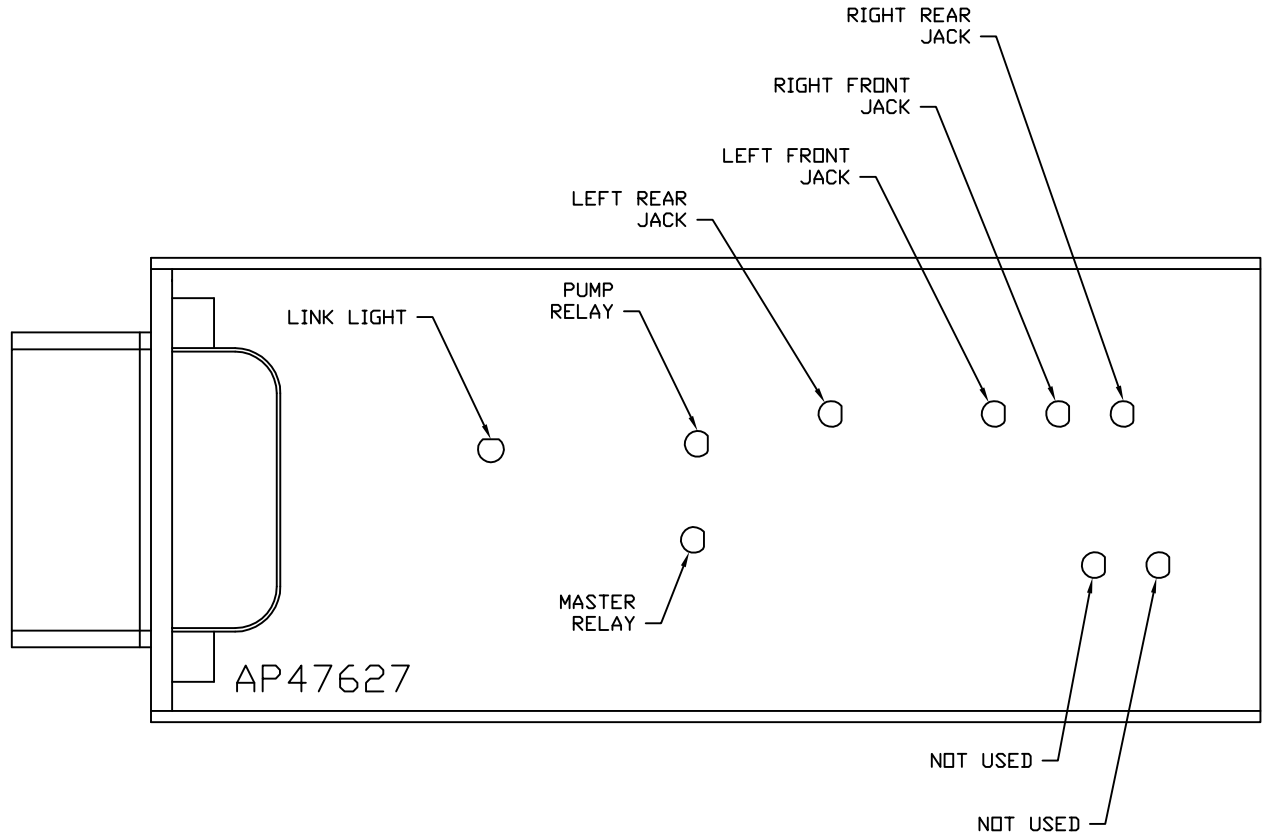 RIGHT REAR
JACK
RIGHT FRONT
JACK
LEFT FRONT
JACK
LEFT REAR
JACK
PUMP
RELAY
LINK LIGHT
MASTER
RELAY
AP47627
NOT USED
NOT USED